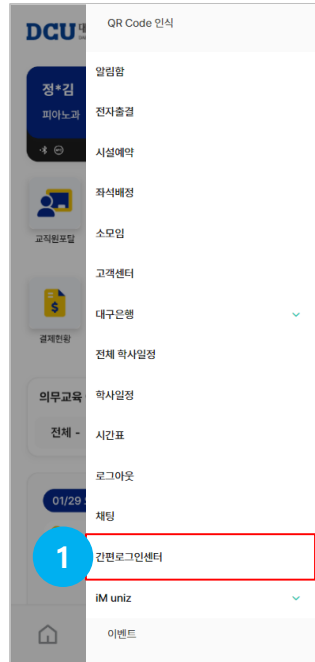 QR Code 인식
DCU
알림함
정*김
피아노과
전자출결
시설예약
좌석배정
교직원포탈
소모임
고객센터
대구은행
결제현황
전체 학사일정
의무교육
학사일정
전체 -
시간표
로그아웃
01/29
채팅
1
간편로그인센터
iM uniz
이벤트